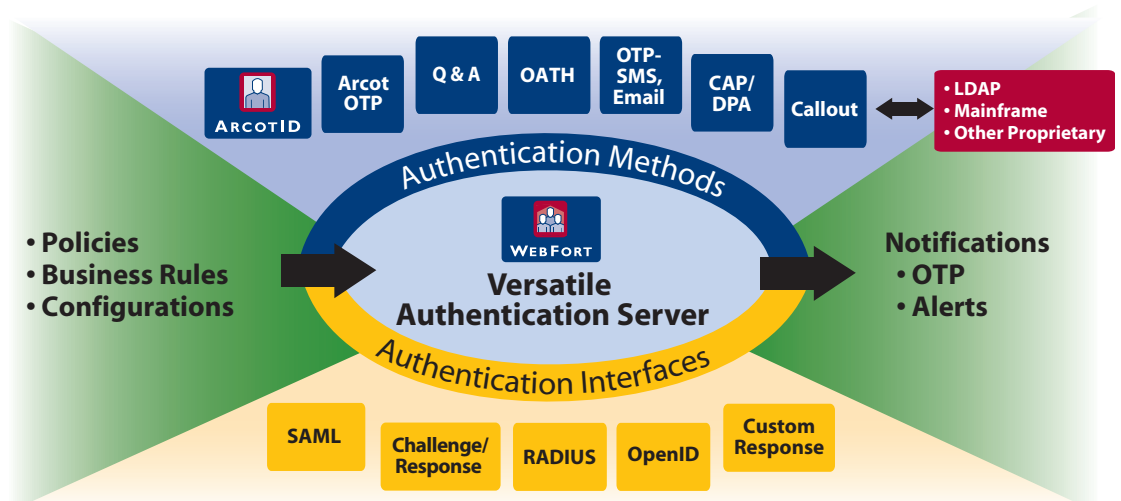 ARCOTID
Arcot
OTP
Q & A
OATH
OTP-
SMS,
Email
CAP/
DPA
Callout
• LDAP
• Mainframe
• Other Proprietary
Authentication Methods
• Policies
• Business Rules
• Configurations
WEBFORT
Versatile
Authentication Server
Notifications
• OTP
• Alerts
Authentication Interfaces
SAML
Challenge/
Response
RADIUS
OpenID
Custom
Response